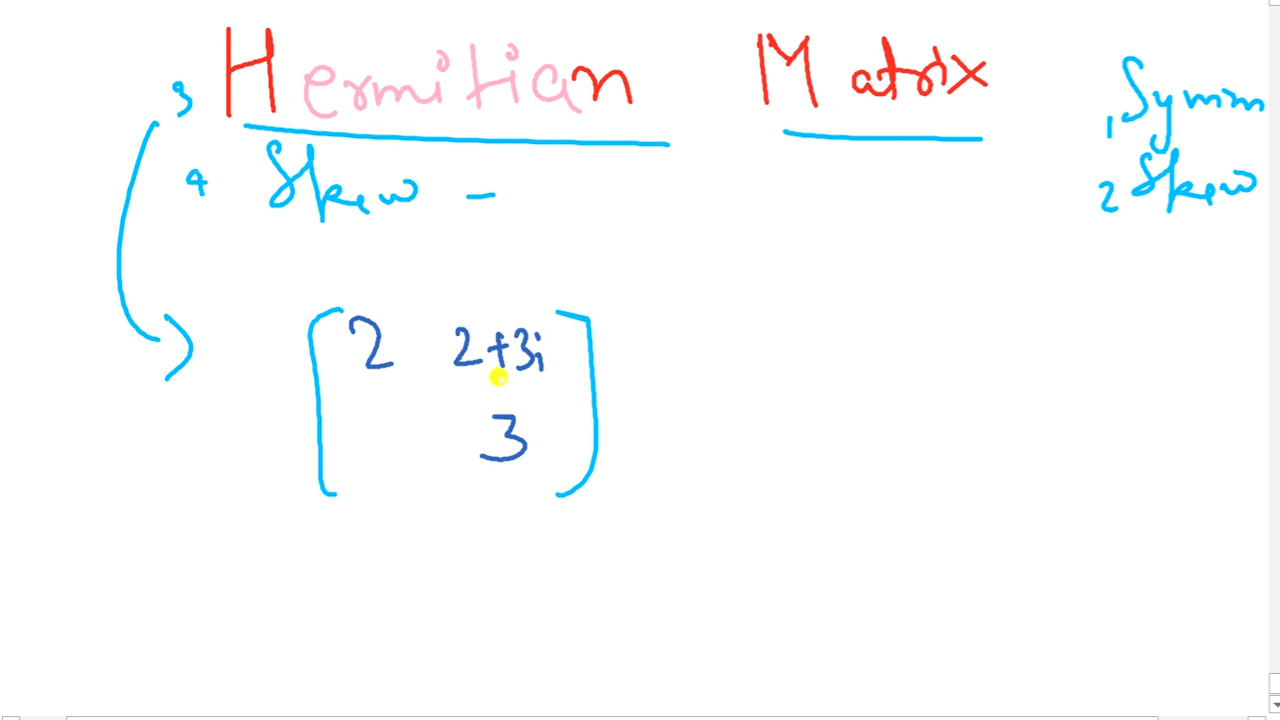 3 Hermitian Matrix
1 Symm
4 Skew -
2 Skew
2 2+3i
3